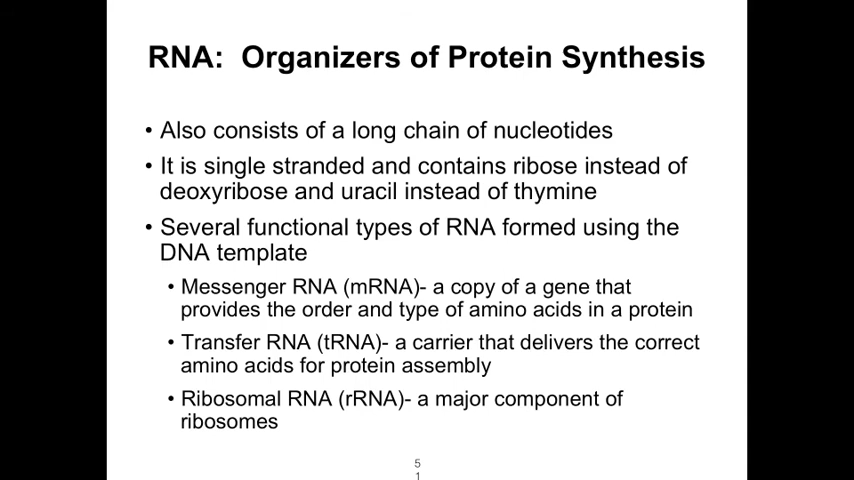 RNA:  Organizers of Protein Synthesis
• Also consists of a long chain of nucleotides
• It is single stranded and contains ribose instead of
deoxyribose and uracil instead of thymine
• Several functional types of RNA formed using the
DNA template
• Messenger RNA (mRNA)- a copy of a gene that
provides the order and type of amino acids in a protein
• Transfer RNA (tRNA)- a carrier that delivers the correct
amino acids for protein assembly
• Ribosomal RNA (rRNA)- a major component of
ribosomes
5
1